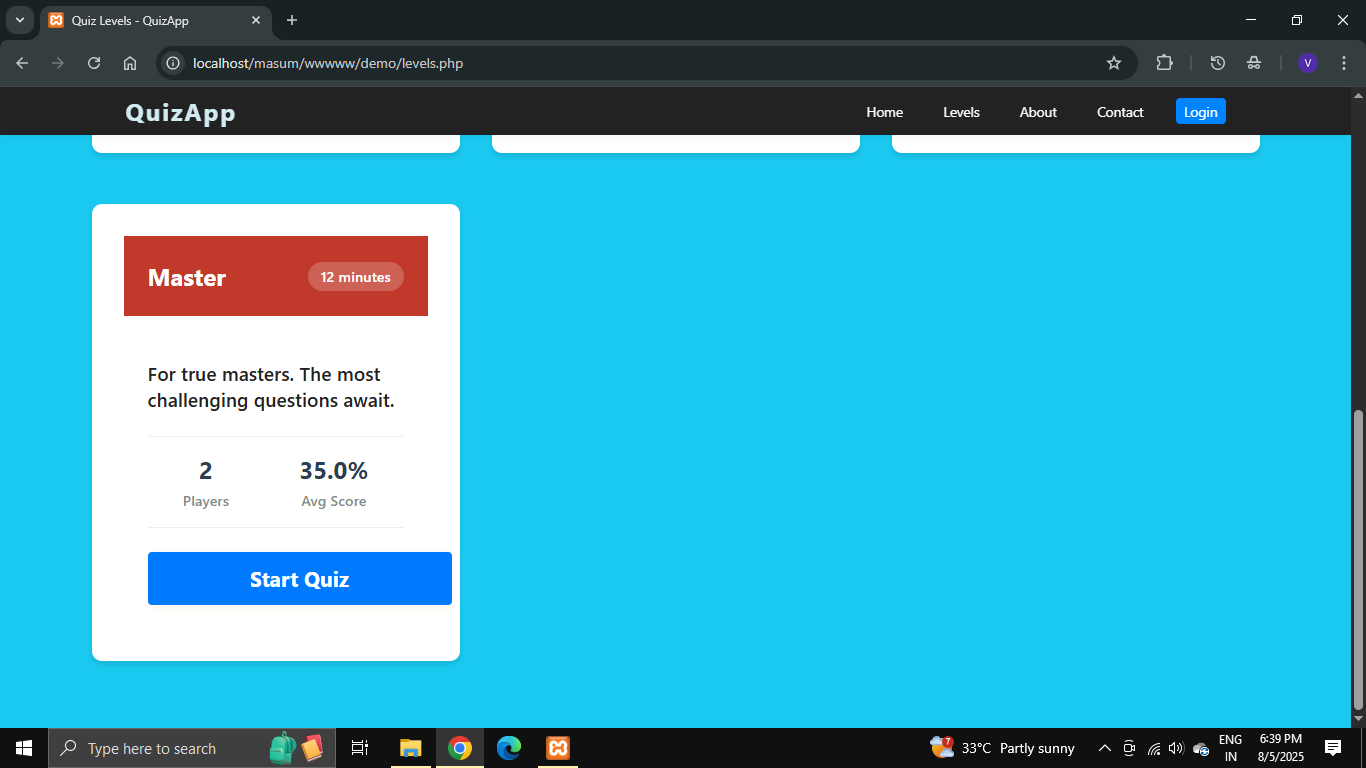 Quiz Levels - QuizApp
localhost/masum/wwwww/demo/levels.php
V
QuizApp
Home
Levels
About
Contact
Login
Master
12 minutes
For true masters. The most
challenging questions await.
2
35.0%
Players
Avg Score
Start Quiz
Type here to search
7
33°C Partly sunny
ENG
IN
6:39 PM
8/5/2025